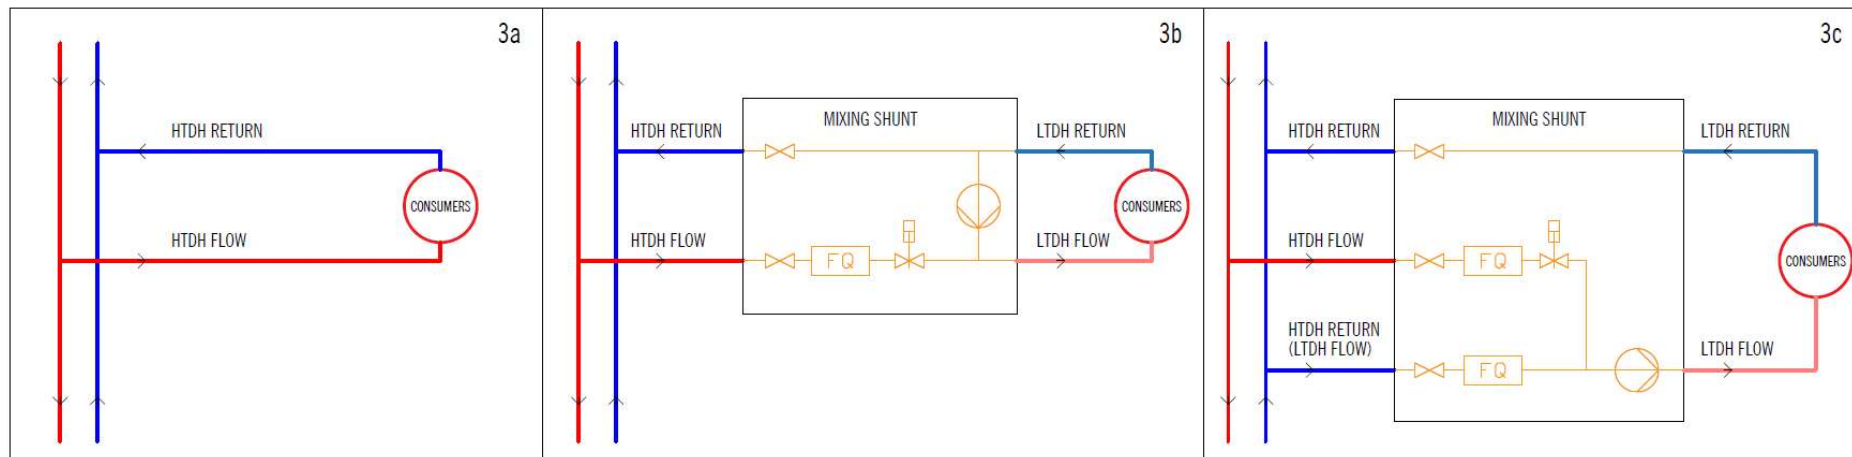 3a
HTDH RETURN
CONSUMERS
HTDH FLOW
3b
MIXING SHUNT
HTDH RETURN
LTDH RETURN
CONSUMERS
HTDH FLOW
FQ
LTDH FLOW
3c
MIXING SHUNT
HTDH RETURN
LTDH RETURN
HTDH FLOW
FQ
CONSUMERS
HTDH RETURN
(LTDH FLOW)
FQ
LTDH FLOW